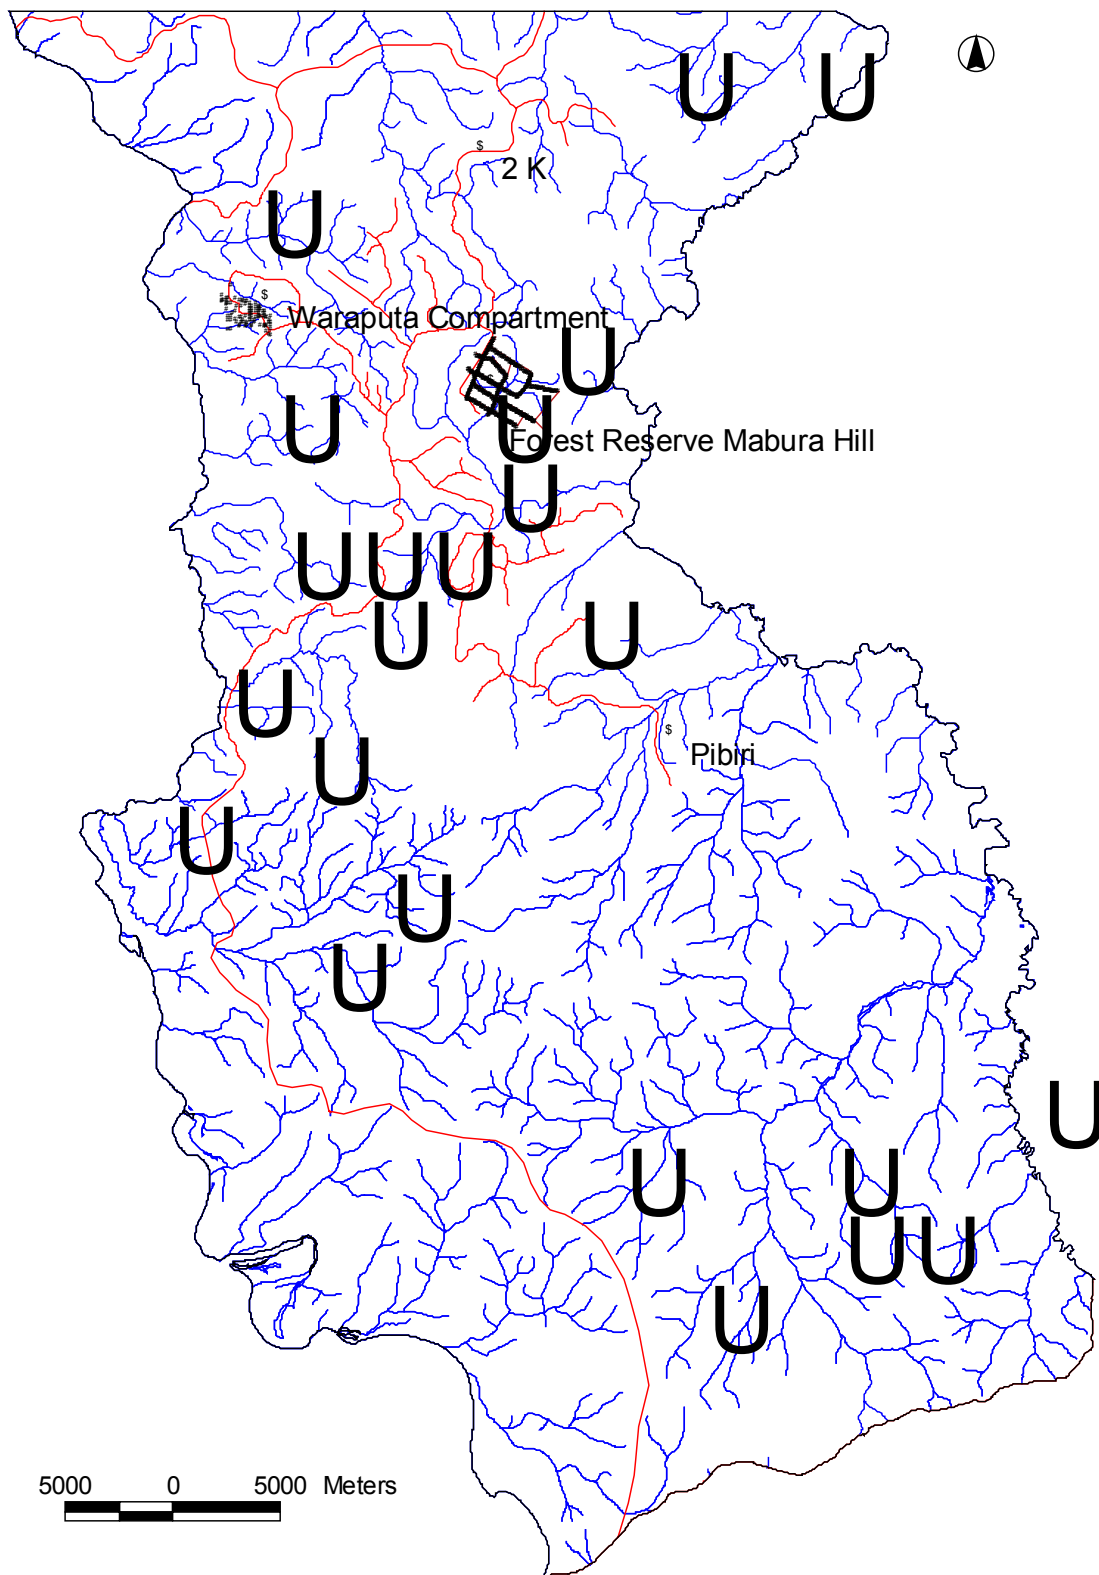 U U
$
2 K
U
$
Waraputa Compartment
U
U U
Forest Reserve Mabura Hill
U
U U U
U U
U
$
Pibiri
U
U
U
U
U
U U
U U
U
5000 0 5000 Meters